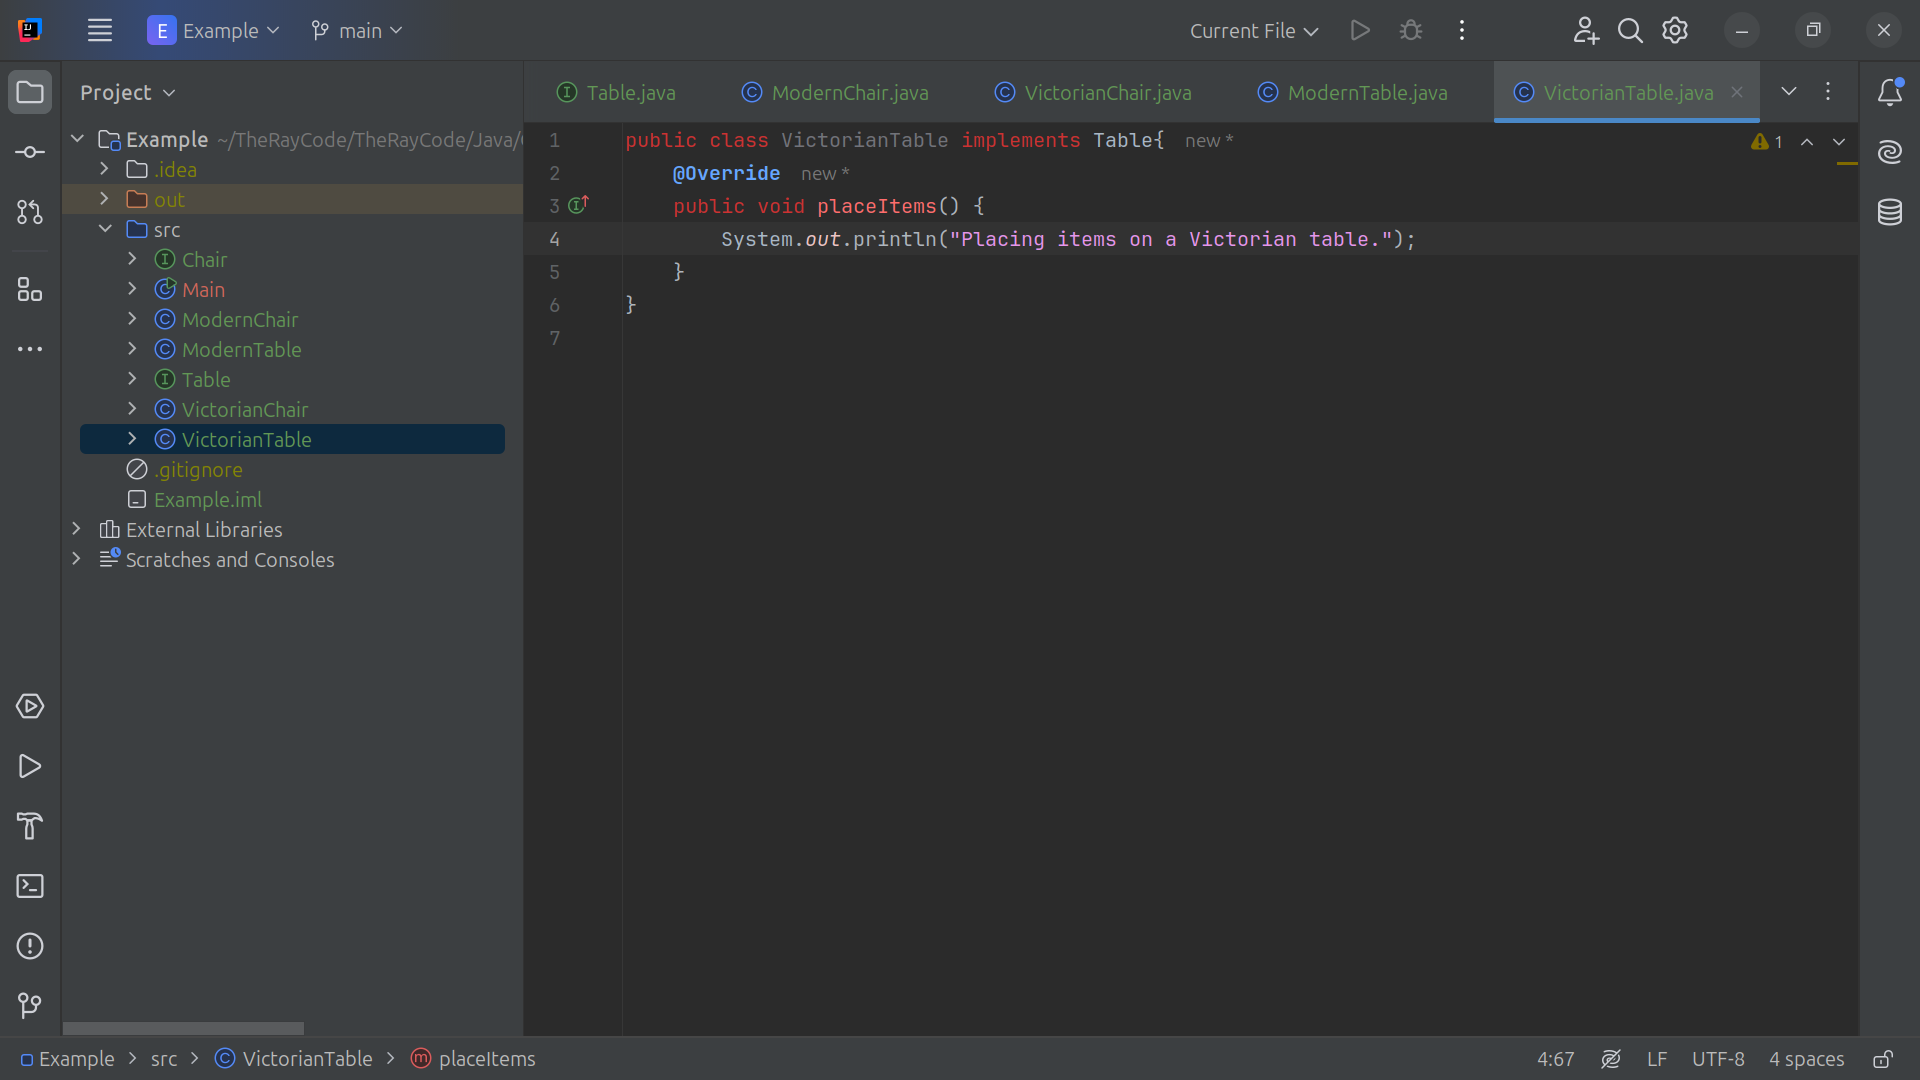 E Example main Current File
Project
Table.java ModernChair.java VictorianChair.java ModernTable.java VictorianTable.java
Example ~/TheRayCode/TheRayCode/Java/
.idea
out
src
Chair
Main
ModernChair
ModernTable
Table
VictorianChair
VictorianTable
.gitignore
Example.iml
External Libraries
Scratches and Consoles
1 public class VictorianTable implements Table{ new *
2 @Override new *
3 public void placeItems() {
4 System.out.println("Placing items on a Victorian table.");
5 }
6 }
7
1
Example src VictorianTable placeItems 4:67 LF UTF-8 4 spaces